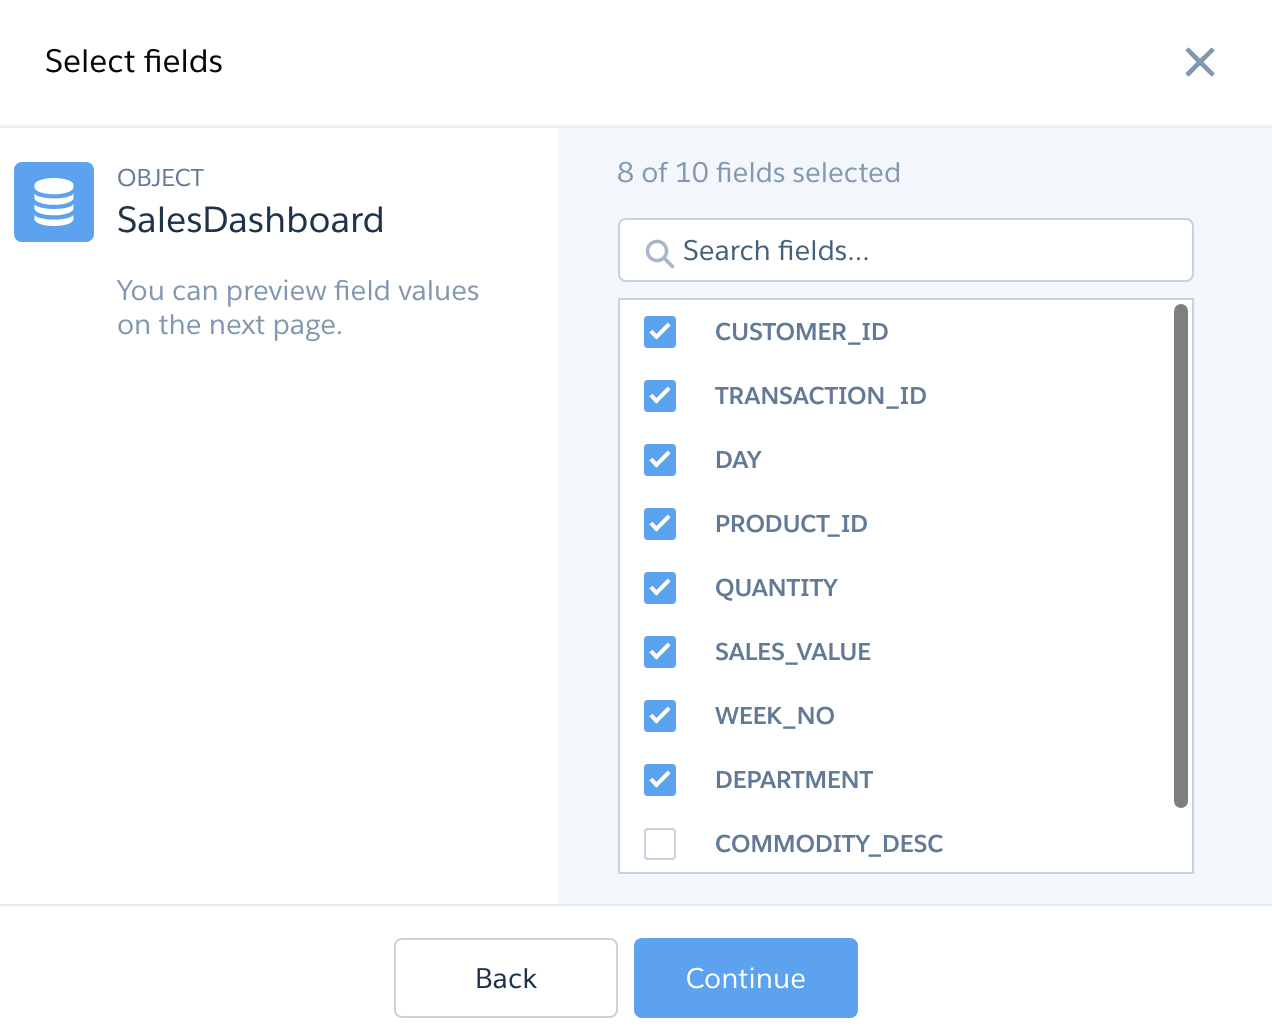 Select fields
OBJECT
SalesDashboard
You can preview field values
on the next page.
8 of 10 fields selected
Search fields...
CUSTOMER_ID
TRANSACTION_ID
DAY
PRODUCT_ID
QUANTITY
SALES_VALUE
WEEK_NO
DEPARTMENT
COMMODITY_DESC
Back
Continue